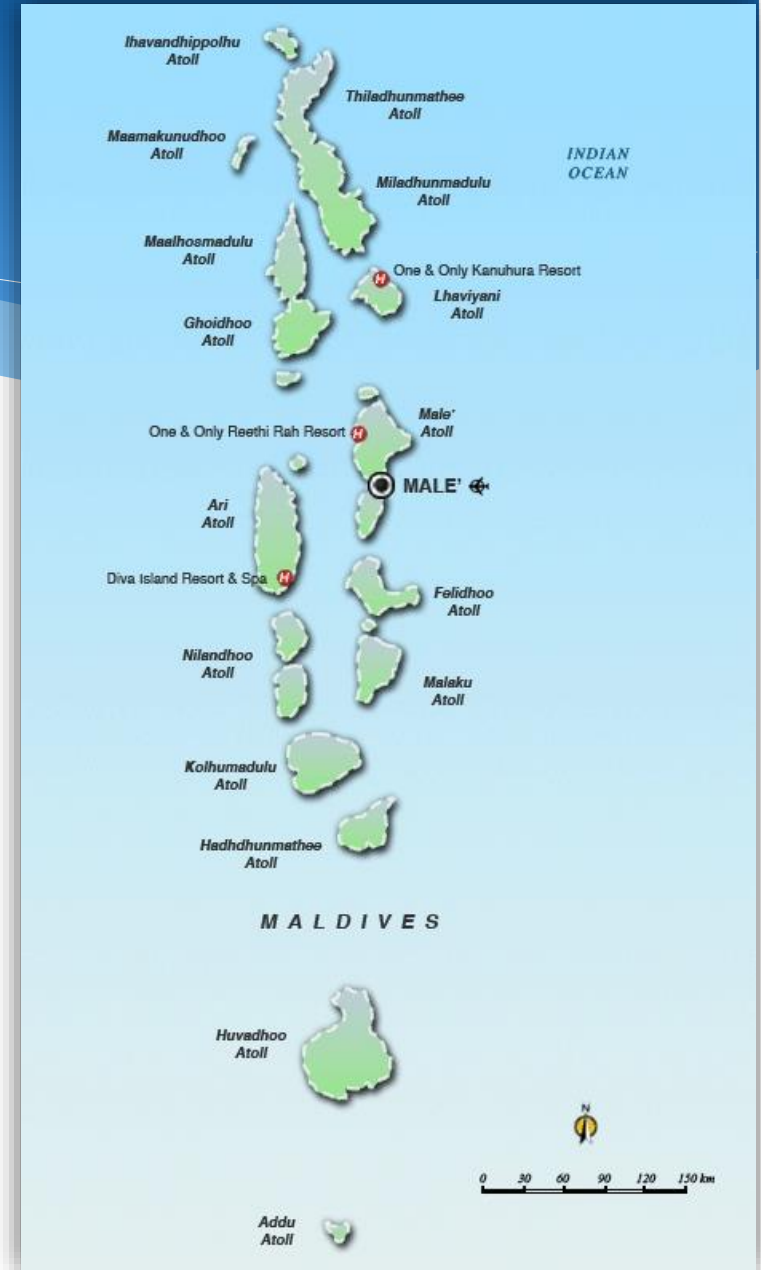 Ihavandhippolhu
Atoll
Thiladhunmathee
Atoll
Maamakunudhoo
Atoll
INDIAN
OCEAN
Miladhunmadulu
Atoll
Maalhosmadulu
Atoll
One & Only Kanuhura Resort
H
Lhaviyani
Atoll
Ghoidhoo
Atoll
Male'
Atoll
One & Only Reethi Rah Resort
H
MALE'
Ari
Atoll
Diva Island Resort & Spa
H
Felidhoo
Atoll
Nilandhoo
Atoll
Malaku
Atoll
Kolhumadulu
Atoll
Hadhdhunmathee
Atoll
MALDIVES
Huvadhoo
Atoll
N
0 30 60 90 120 150 km
Addu
Atoll